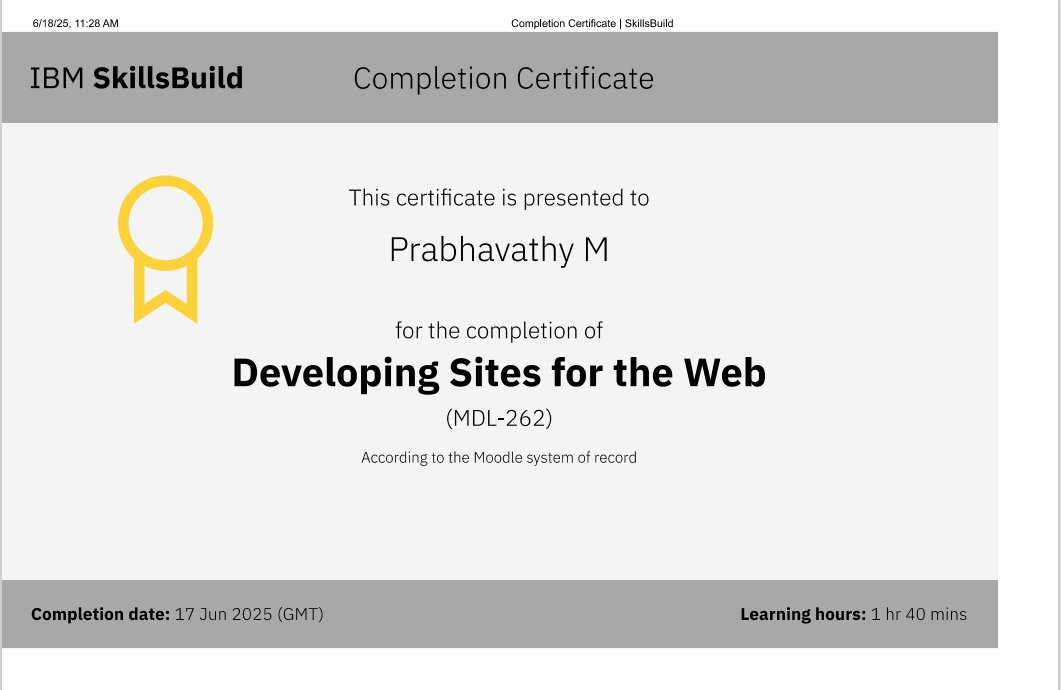 6/18/25, 11:28 AM Completion Certificate | SkillsBuild
IBM SkillsBuild Completion Certificate
This certificate is presented to
Prabhavathy M
for the completion of
Developing Sites for the Web
(MDL-262)
According to the Moodle system of record
Completion date: 17 Jun 2025 (GMT) Learning hours: 1 hr 40 mins